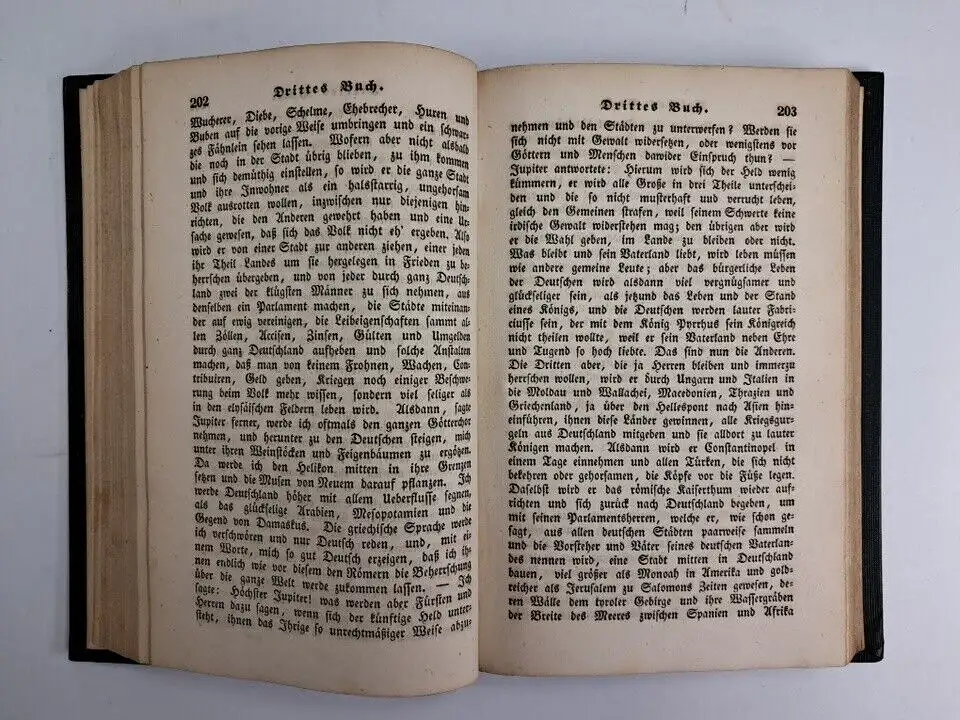 202
Drittes Buch.
Wucherer, Diebe, Schelme, Ehebrecher, Huren und
Buben auf die vorige Weise umbringen und ein schwar-
zes Fähnlein sehen lassen. Wofern aber nicht alsbald
die noch in der Stadt übrig blieben, zu ihm kommen
und sich demüthig einstellen, so wird er die ganze Stadt
und ihre Inwohner als ein halsstarrig, ungehorsam
Volk ausrotten wollen, inzwischen nur diejenigen hin-
richten, die den Anderen gewehrt haben und eine Ur-
sache gewesen, daß sich das Volk nicht eh' ergeben. Also
wird er von einer Stadt zur anderen ziehen, einer jeden
ihr Theil Landes um sie hergelegen in Frieden zu be-
herrschen übergeben, und von jeder durch ganz Deutsch-
land zwei der klügsten Männer zu sich nehmen, aus
denselben ein Parlament machen, die Städte miteinan-
der auf ewig vereinigen, die Leibeigenschaften sammt al-
len Zöllen, Accisen, Zinsen, Gülten und Umgelden
durch ganz Deutschland aufheben und solche Anstalten
machen, daß man von keinem Frohnen, Wachen, Con-
tribuiren, Geld geben, Kriegen noch einiger Beschwe-
rung beim Volk mehr wissen, sondern viel seliger als
in den elysäischen Feldern leben wird. Alsdann, sagte
Jupiter ferner, werde ich oftmals den ganzen Götterchor
nehmen, und herunter zu den Deutschen steigen, mich
unter ihren Weinstöcken und Feigenbäumen zu ergötzen.
Da werde ich den Helikon mitten in ihre Grenzen
setzen und die Musen von Neuem darauf pflanzen. Ich
werde Deutschland höher mit allem Ueberflusse segnen,
als das glückselige Arabien, Mesopotamien und die
Gegend von Damaskus. Die griechische Sprache werde
ich verschwören und nur Deutsch reden, und, mit ei-
nem Worte, mich so gut Deutsch erzeigen, daß ich ih-
nen endlich wie vor diesem den Römern die Beherrschung
über die ganze Welt werde zukommen lassen. — Ich
sagte: Höchster Jupiter! was werden aber Fürsten und
Herren dazu sagen, wenn sich der künftige Held unter-
steht, ihnen das Ihrige so unrechtmäßiger Weise abzu-
Drittes Buch.
203
nehmen und den Städten zu unterwerfen? Werden sie
sich nicht mit Gewalt widersetzen, oder wenigstens vor
Göttern und Menschen dawider Einspruch thun? —
Jupiter antwortete: Hierum wird sich der Held wenig
kümmern, er wird alle Große in drei Theile unterschei-
den und die so nicht musterhaft und verrucht leben,
gleich den Gemeinen strafen, weil seinem Schwerte keine
irdische Gewalt widerstehen mag; den übrigen aber wird
er die Wahl geben, im Lande zu bleiben oder nicht.
Was bleibt und sein Vaterland liebt, wird leben müssen
wie andere gemeine Leute; aber das bürgerliche Leben
der Deutschen wird alsdann viel vergnügsamer und
glückseliger sein, als jetzund das Leben und der Stand
eines Königs, und die Deutschen werden lauter Fabri-
ciusse sein, der mit dem König Pyrrhus sein Königreich
nicht theilen wollte, weil er sein Vaterland neben Ehre
und Tugend so hoch liebte. Das sind nun die Anderen.
Die Dritten aber, die ja Herren bleiben und immerzu
herrschen wollen, wird er durch Ungarn und Italien in
die Moldau und Wallachei, Macedonien, Thrazien und
Griechenland, ja über den Hellespont nach Asien hin-
einführen, ihnen diese Länder gewinnen, alle Kriegsgur-
geln aus Deutschland mitgeben und sie alldort zu lauter
Königen machen. Alsdann wird er Constantinopel in
einem Tage einnehmen und allen Türken, die sich nicht
bekehren oder gehorsamen, die Köpfe vor die Füße legen.
Daselbst wird er das römische Kaiserthum wieder auf-
richten und sich zurück nach Deutschland begeben, um
mit seinen Parlamentsherren, welche er, wie schon ge-
sagt, aus allen deutschen Städten paarweise sammeln
und die Vorsteher und Väter seines deutschen Vaterlan-
des nennen wird, eine Stadt mitten in Deutschland
bauen, viel größer als Monoah in Amerika und gold-
reicher als Jerusalem zu Salomons Zeiten gewesen, de-
ren Wälle dem tyroler Gebirge und ihre Wassergräben
der Breite des Meeres zwischen Spanien und Afrika